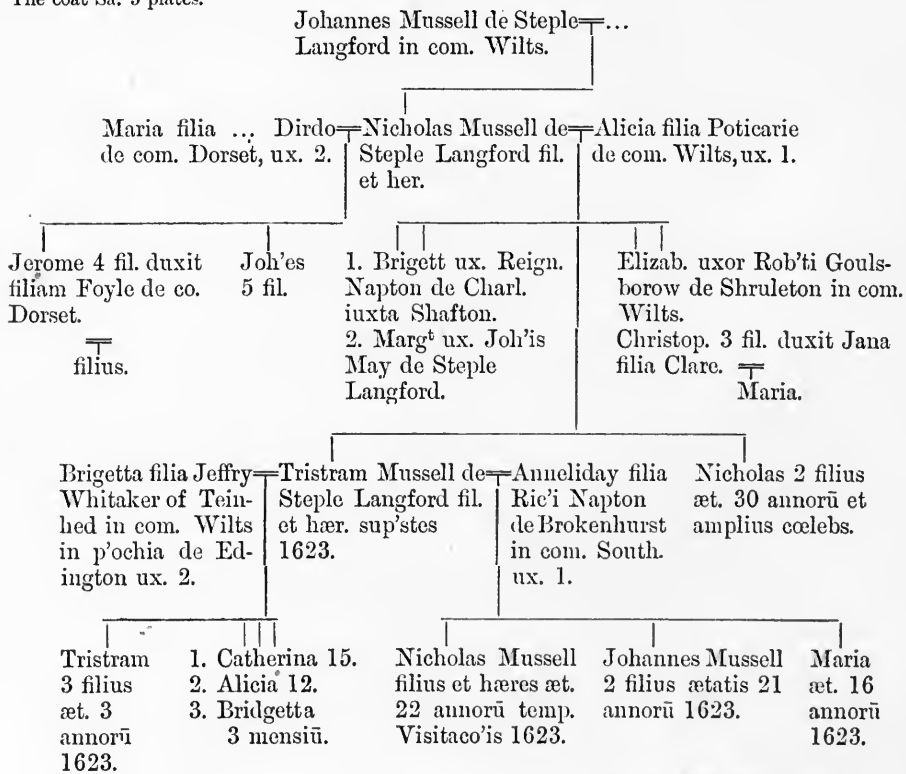 The coat Sa. 5 plates.
Johannes Mussell de Steple=...
Langford in com. Wilts.
Maria filia ... Dirdo=Nicholas Mussell de=Alicia filia Poticarie
de com. Dorset, ux. 2. Steple Langford fil. de com. Wilts, ux. 1.
et her.
Jerome 4 fil. duxit
filiam Foyle de co.
Dorset.
filius.
Joh'es
5 fil.
1. Brigett ux. Reign.
Napton de Charl.
iuxta Shafton.
2. Margᵗ ux. Joh'is
May de Steple
Langford.
Elizab. uxor Rob'ti Gouls-
borow de Shruleton in com.
Wilts.
Christop. 3 fil. duxit Jana
filia Clare.
Maria.
Brigetta filia Jeffry
Whitaker of Tein-
hed in com. Wilts
in p'ochia de Ed-
ington ux. 2.
Tristram Mussell de
Steple Langford fil.
et hær. sup'stes
1623.
Anneliday filia
Ric'i Napton
de Brokenhurst
in com. South.
ux. 1.
Nicholas 2 filius
æt. 30 annorū et
amplius cœlebs.
Tristram
3 filius
æt. 3
annorū
1623.
1. Catherina 15.
2. Alicia 12.
3. Bridgetta
3 mensiū.
Nicholas Mussell
filius et hæres æt.
22 annorū temp.
Visitaco'is 1623.
Johannes Mussell
2 filius ætatis 21
annorū 1623.
Maria
æt. 16
annorū
1623.